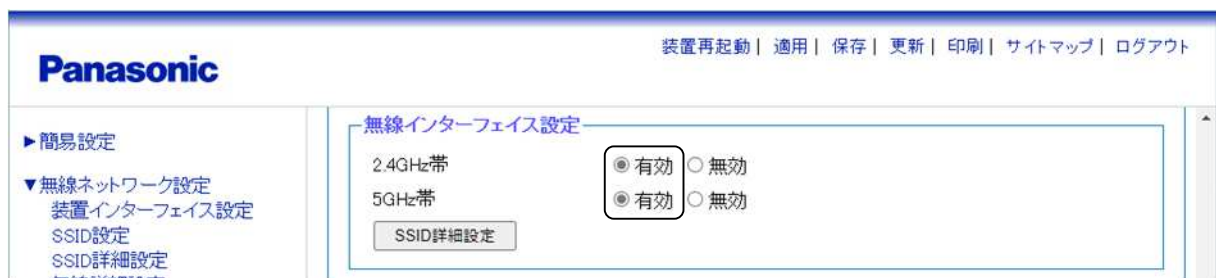 Panasonic
装置再起動 | 適用 | 保存 | 更新 | 印刷 | サイトマップ | ログアウト
▶簡易設定
▼無線ネットワーク設定
装置インターフェイス設定
SSID設定
SSID詳細設定
無線インターフェイス設定
2.4GHz帯 有効 無効
5GHz帯 有効 無効
SSID詳細設定